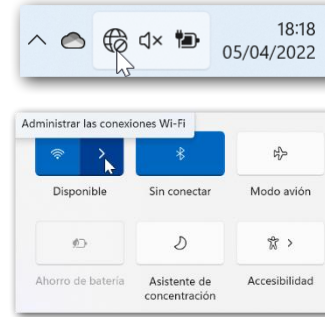 18:18
05/04/2022
Administrar las conexiones Wi-Fi
Disponible
Sin conectar
Modo avión
Ahorro de batería
Asistente de
concentración
Accesibilidad